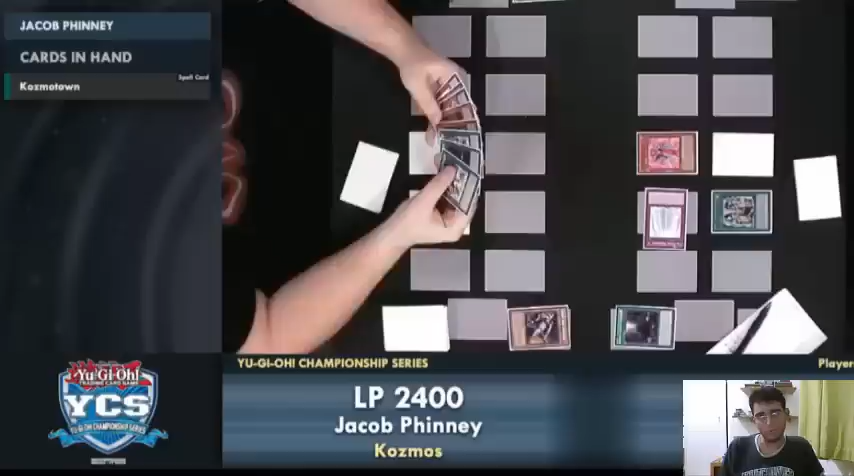 JACOB PHINNEY
CARDS IN HAND
Spell Card
Kozmotown
YU-GI-OH! CHAMPIONSHIP SERIES
Player
Yu-Gi-Oh!
TRADING CARD GAME
YCS
YU-GI-OH! CHAMPIONSHIP SERIES
LP 2400
Jacob Phinney
Kozmos